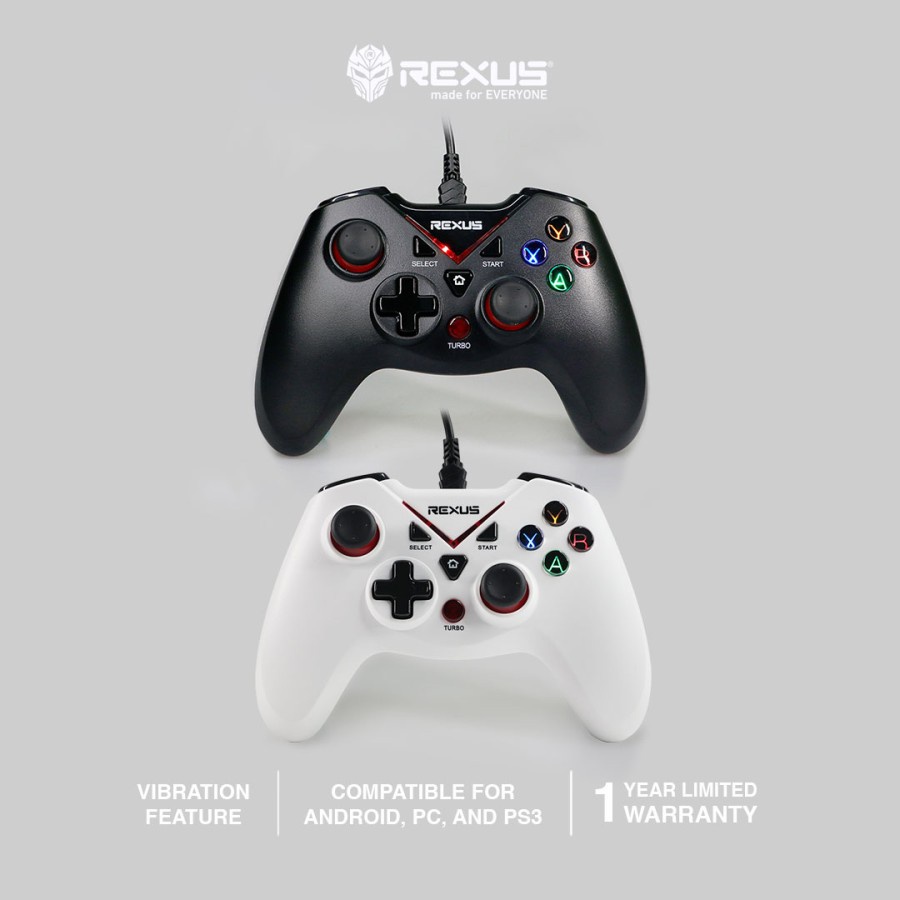 REXUS®
made for EVERYONE
REXUS
SELECT
START
Y
X
B
A
TURBO
REXUS
SELECT
START
Y
X
B
A
TURBO
VIBRATION
FEATURE
COMPATIBLE FOR
ANDROID, PC, AND PS3
1 YEAR LIMITED
WARRANTY